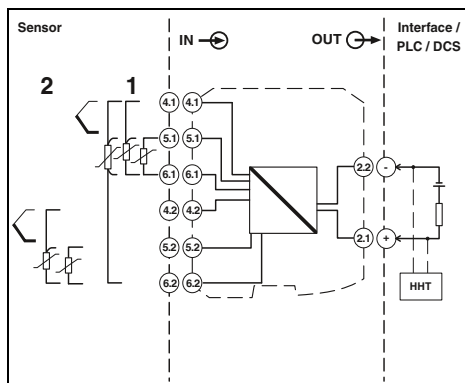 Sensor
IN
OUT
Interface /
PLC / DCS
2
1
4.1 4.1
5.1 5.1
6.1 6.1
4.2 4.2
5.2 5.2
6.2 6.2
2.2 -
2.1 +
HHT